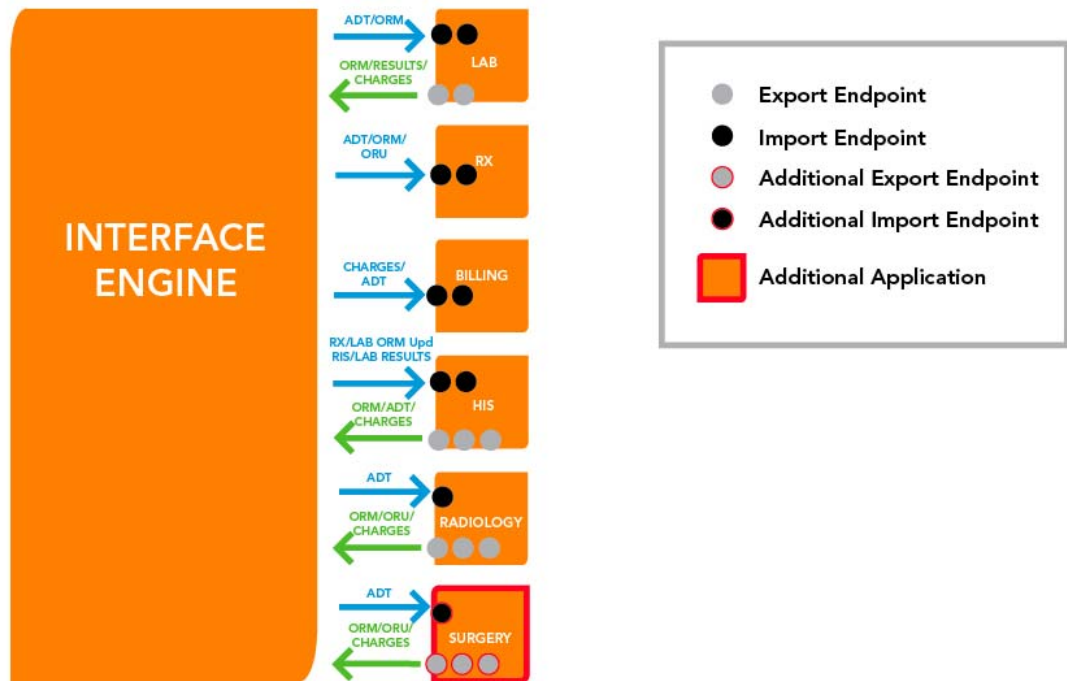 INTERFACE
ENGINE
ADT/ORM
LAB
ORM/RESULTS/
CHARGES
ADT/ORM/
ORU
RX
CHARGES/
ADT
BILLING
RX/LAB ORM Upd
RIS/LAB RESULTS
HIS
ORM/ADT/
CHARGES
ADT
RADIOLOGY
ORM/ORU/
CHARGES
ADT
SURGERY
ORM/ORU/
CHARGES
Export Endpoint
Import Endpoint
Additional Export Endpoint
Additional Import Endpoint
Additional Application